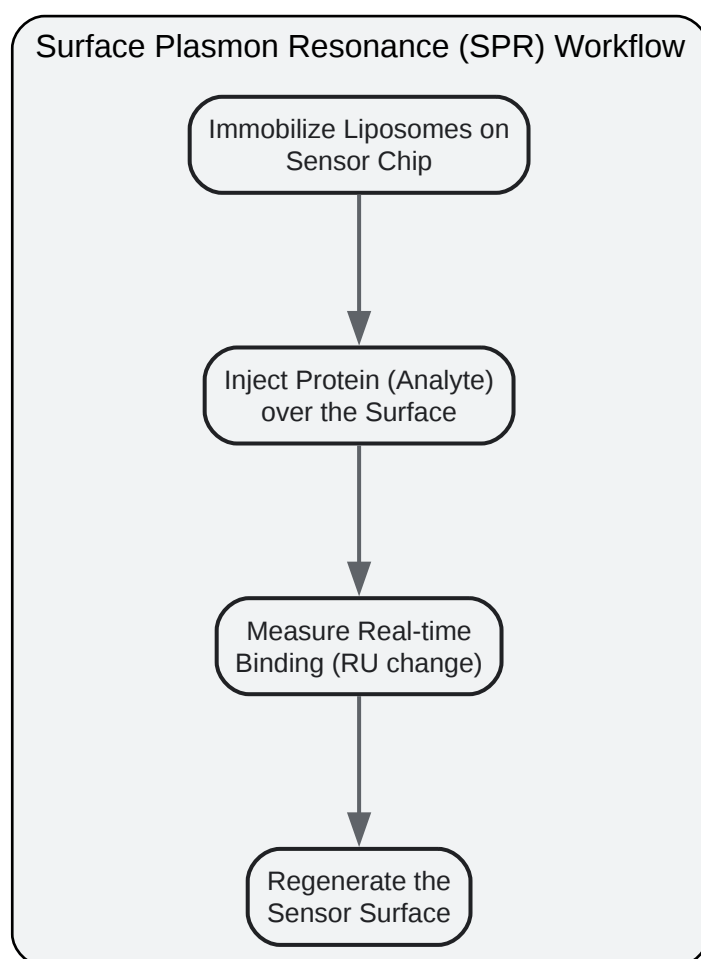 Surface Plasmon Resonance (SPR) Workflow
Immobilize Liposomes on
Sensor Chip
Inject Protein (Analyte)
over the Surface
Measure Real-time
Binding (RU change)
Regenerate the
Sensor Surface